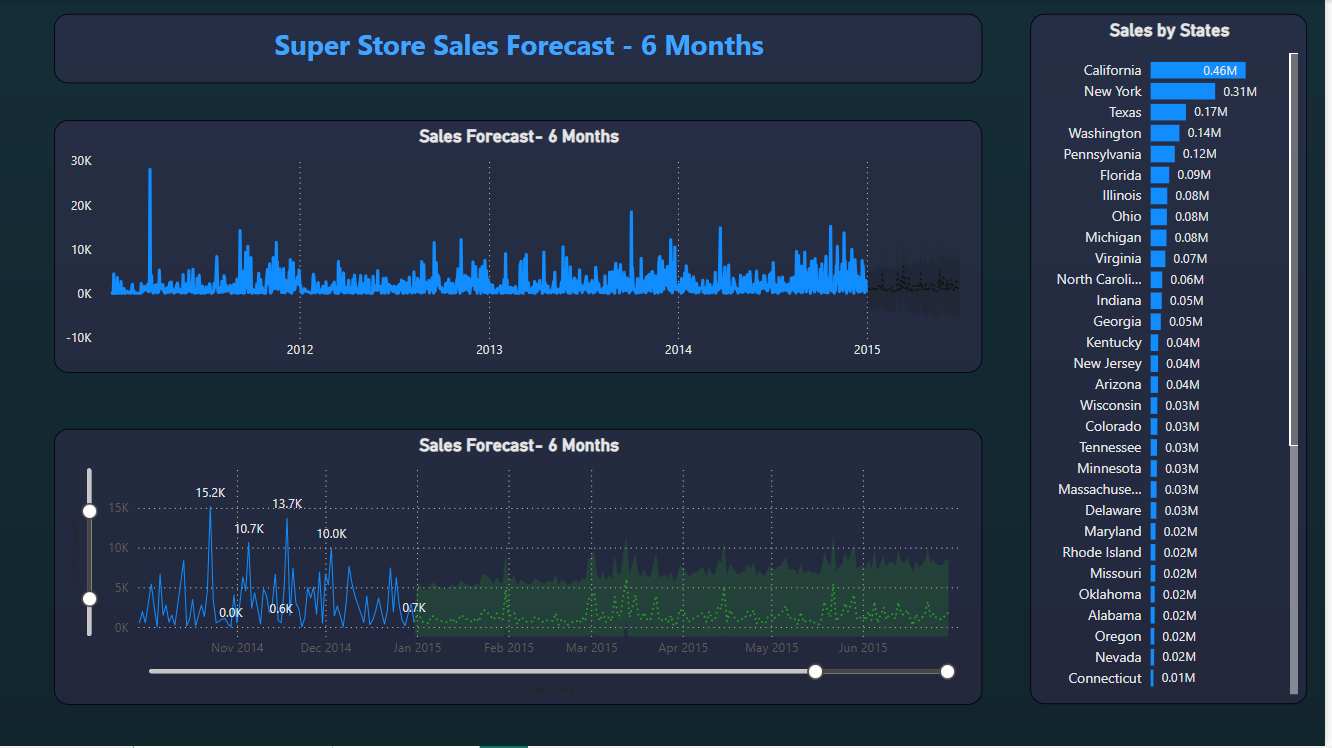 Super Store Sales Forecast - 6 Months
Sales Forecast- 6 Months
30K
20K
10K
0K
-10K
2012
2013
2014
2015
Sales Forecast- 6 Months
15K
10K
5K
0K
15.2K
10.7K
13.7K
10.0K
0.0K
0.6K
0.7K
Nov 2014
Dec 2014
Jan 2015
Feb 2015
Mar 2015
Apr 2015
May 2015
Jun 2015
Sales by States
California 0.46M
New York 0.31M
Texas 0.17M
Washington 0.14M
Pennsylvania 0.12M
Florida 0.09M
Illinois 0.08M
Ohio 0.08M
Michigan 0.08M
Virginia 0.07M
North Caroli... 0.06M
Indiana 0.05M
Georgia 0.05M
Kentucky 0.04M
New Jersey 0.04M
Arizona 0.04M
Wisconsin 0.03M
Colorado 0.03M
Tennessee 0.03M
Minnesota 0.03M
Massachuse... 0.03M
Delaware 0.03M
Maryland 0.02M
Rhode Island 0.02M
Missouri 0.02M
Oklahoma 0.02M
Alabama 0.02M
Oregon 0.02M
Nevada 0.02M
Connecticut 0.01M